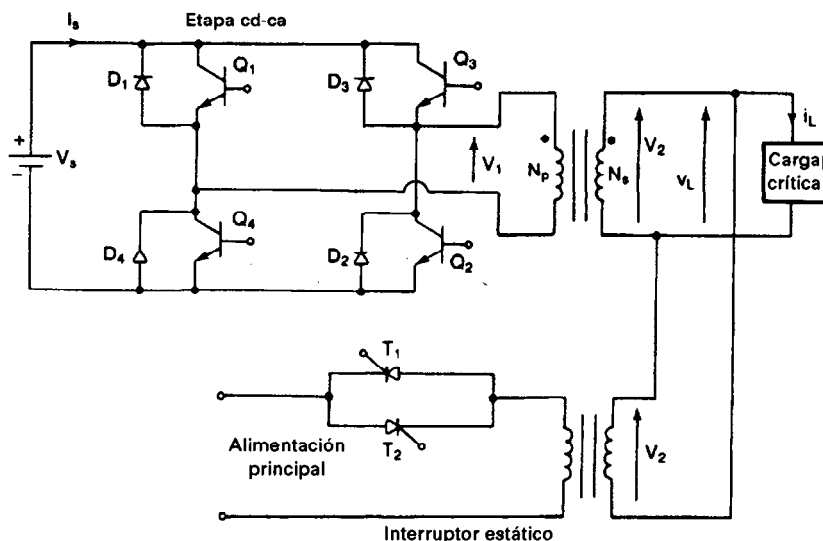 Etapa cd-ca
Is
Q1
Q3
D1
D3
+
Vs
−
V1
Np
Ns
V2
vL
iL
Carga
crítica
Q4
D4
D2
Q2
T1
Alimentación
principal
T2
V2
Interruptor estático